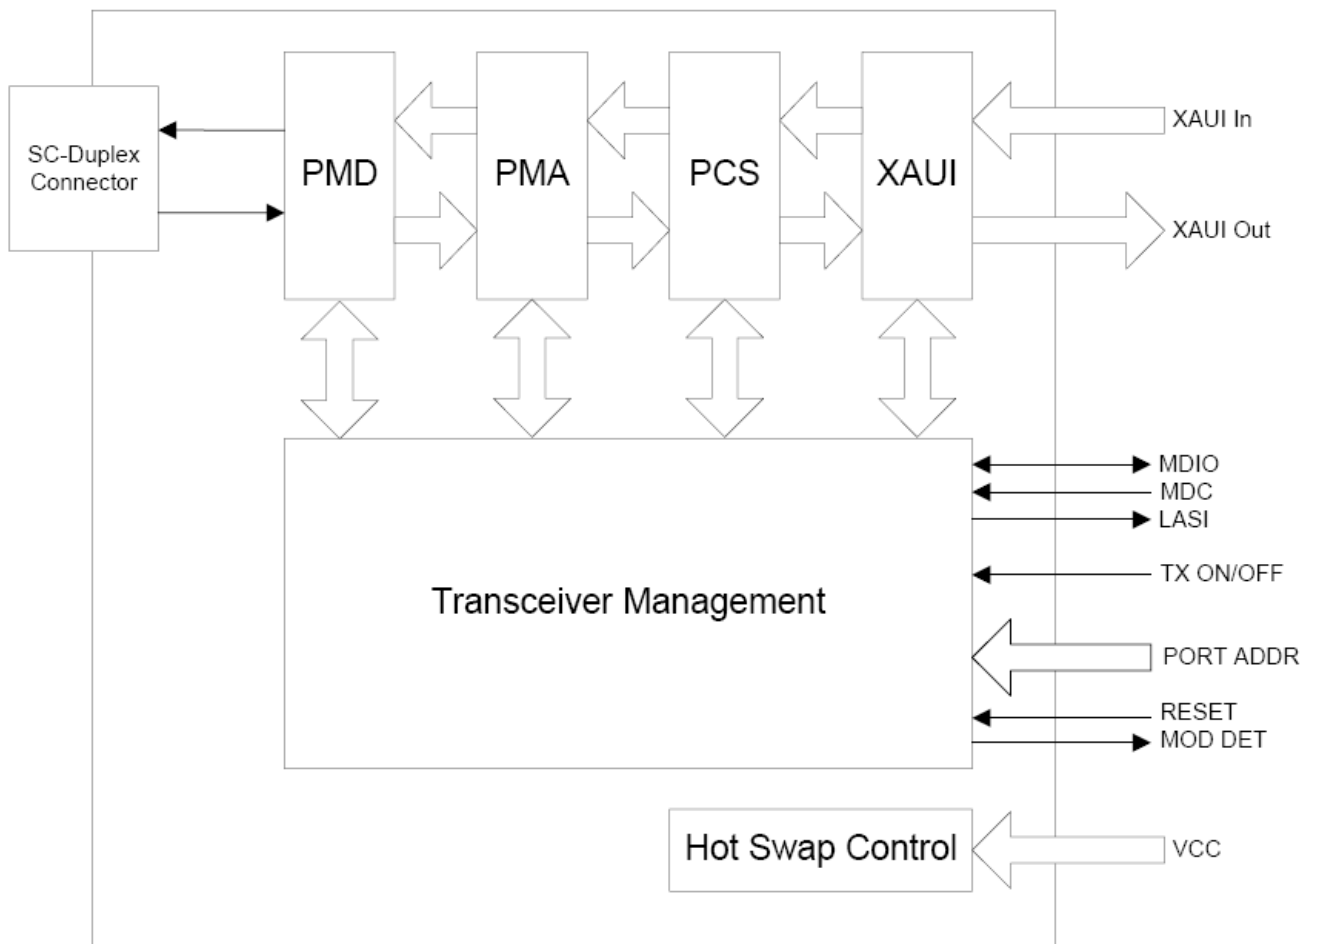 XAUI In
SC-Duplex
Connector
PMD
PMA
PCS
XAUI
XAUI Out
MDIO
MDC
LASI
TX ON/OFF
Transceiver Management
PORT ADDR
RESET
MOD DET
Hot Swap Control
VCC